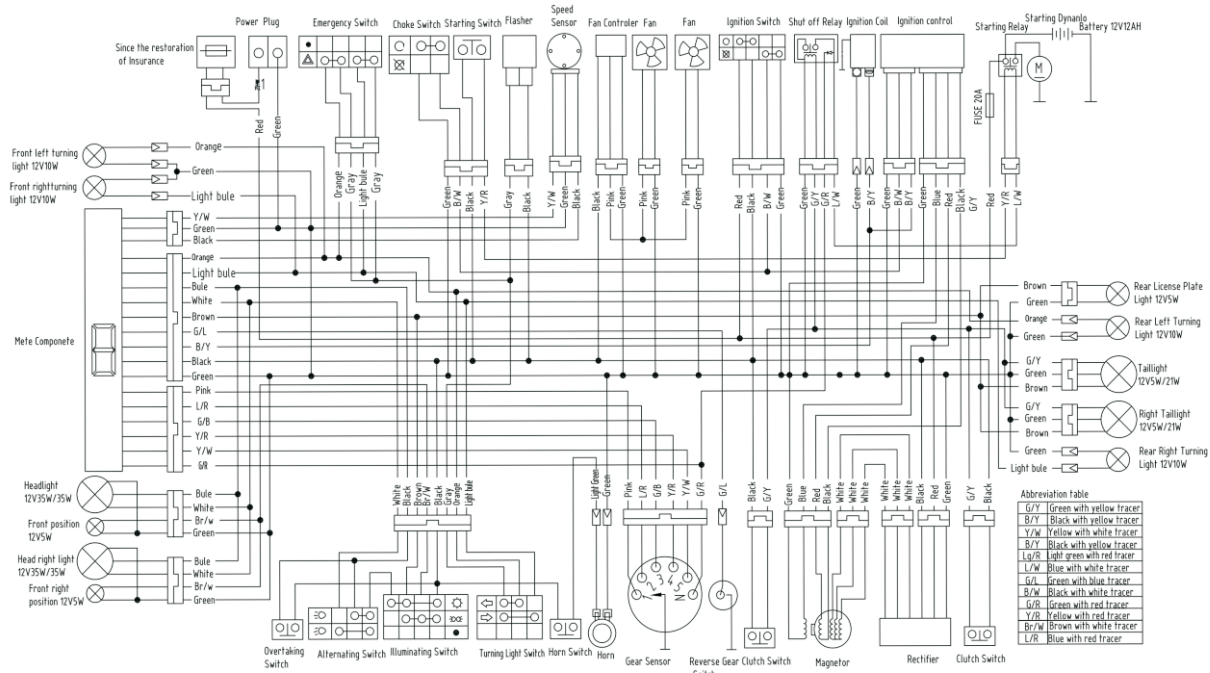 Power Plug
Emergency Switch
Choke Switch
Starting Switch
Flasher
Speed
Sensor
Fan Controler
Fan
Fan
Ignition Switch
Shut off Relay
Ignition Coil
Ignition control
Starting Relay
Starting Dynanlo
Battery 12V12AH
Since the restoration
of Insurance
M
FUSE 20A
Red
Green
Front left turning
light 12V10W
Front rightturning
light 12V10W
Orange
Green
Light bule
Orange
Gray
Light bule
Gray
Green
B/W
Black
Y/R
Gray
Black
Y/W
Green
Black
Black
Pink
Green
Pink
Green
Red
Black
B/W
Green
Green
G/Y
G/R
L/W
Green
B/Y
Green
B/W
B/Y
Green
Blue
Red
Black
G/Y
Red
Y/R
L/W
Y/W
Green
Black
Orange
Light bule
Bule
White
Brown
G/L
B/Y
Black
Green
Pink
L/R
G/B
Y/R
Y/W
G/R
Mete Componete
Brown
Green
Orange
Green
G/Y
Green
Brown
G/Y
Green
Brown
Green
Light bule
Rear License Plate
Light 12V5W
Rear Left Turning
Light 12V10W
Taillight
12V5W/21W
Right Taillight
12V5W/21W
Rear Right Turning
Light 12V10W
Headlight
12V35W/35W
Front position
12V5W
Head right light
12V35W/35W
Front right
position 12V5W
Bule
White
Br/w
Green
Bule
White
Br/w
Green
White
Black
Brown
Br/W
Black
Gray
Orange
Light bule
Light Green
Green
Pink
L/R
G/B
Y/R
Y/W
G/R
G/L
Black
G/Y
Green
Blue
Red
Black
White
White
White
White
White
Black
Red
Green
G/Y
Black
1
2
3
4
5
N
Overtaking
Switch
Alternating Switch
Illuminating Switch
Turning Light Switch
Horn Switch
Horn
Gear Sensor
Reverse Gear
Clutch Switch
Magnetor
Rectifier
Clutch Switch
Abbreviation table
G/Y Green with yellow tracer
B/Y Black with yellow tracer
Y/W Yellow with white tracer
B/Y Black with yellow tracer
Lg/R Light green with red tracer
L/W Blue with white tracer
G/L Green with blue tracer
B/W Black with white tracer
G/R Green with red tracer
Y/R Yellow with red tracer
Br/W Brown with white tracer
L/R Blue with red tracer